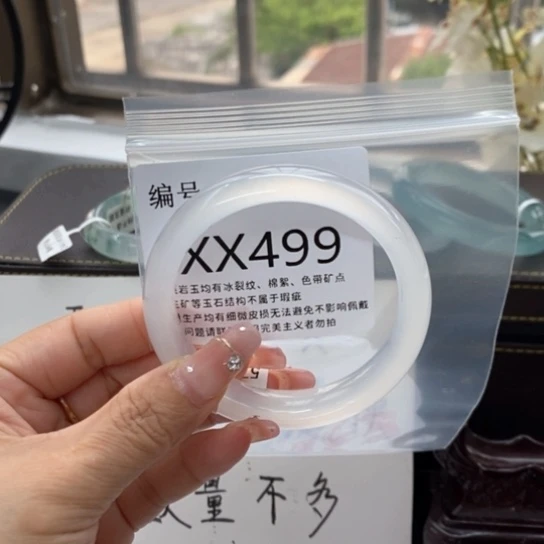 编号
XX499
岩玉均有冰裂纹、棉絮、色带矿点
矿等玉石结构不属于瑕疵
生产均有细微皮损无法避免不影响佩戴
问题请联 完美主义者勿拍
量不多